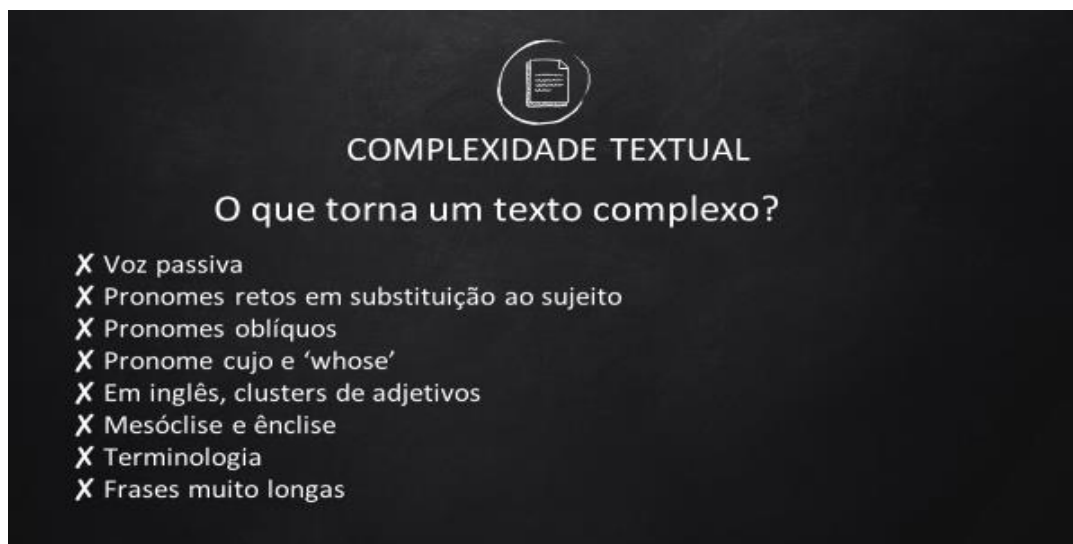 COMPLEXIDADE TEXTUAL
O que torna um texto complexo?
✗ Voz passiva
✗ Pronomes retos em substituição ao sujeito
✗ Pronomes oblíquos
✗ Pronome cujo e ‘whose’
✗ Em inglês, clusters de adjetivos
✗ Mesóclise e ênclise
✗ Terminologia
✗ Frases muito longas